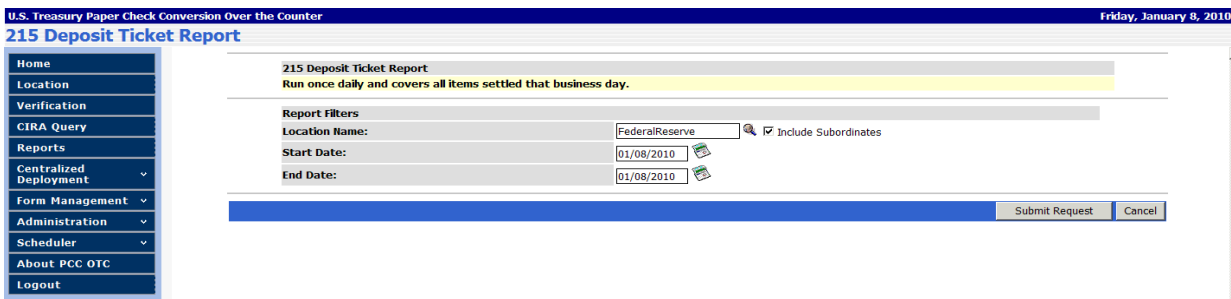 U.S. Treasury Paper Check Conversion Over the Counter Friday, January 8, 2010
215 Deposit Ticket Report
Home
Location
Verification
CIRA Query
Reports
Centralized
Deployment
Form Management
Administration
Scheduler
About PCC OTC
Logout
215 Deposit Ticket Report
Run once daily and covers all items settled that business day.
Report Filters
Location Name: FederalReserve Include Subordinates
Start Date: 01/08/2010
End Date: 01/08/2010
Submit Request Cancel